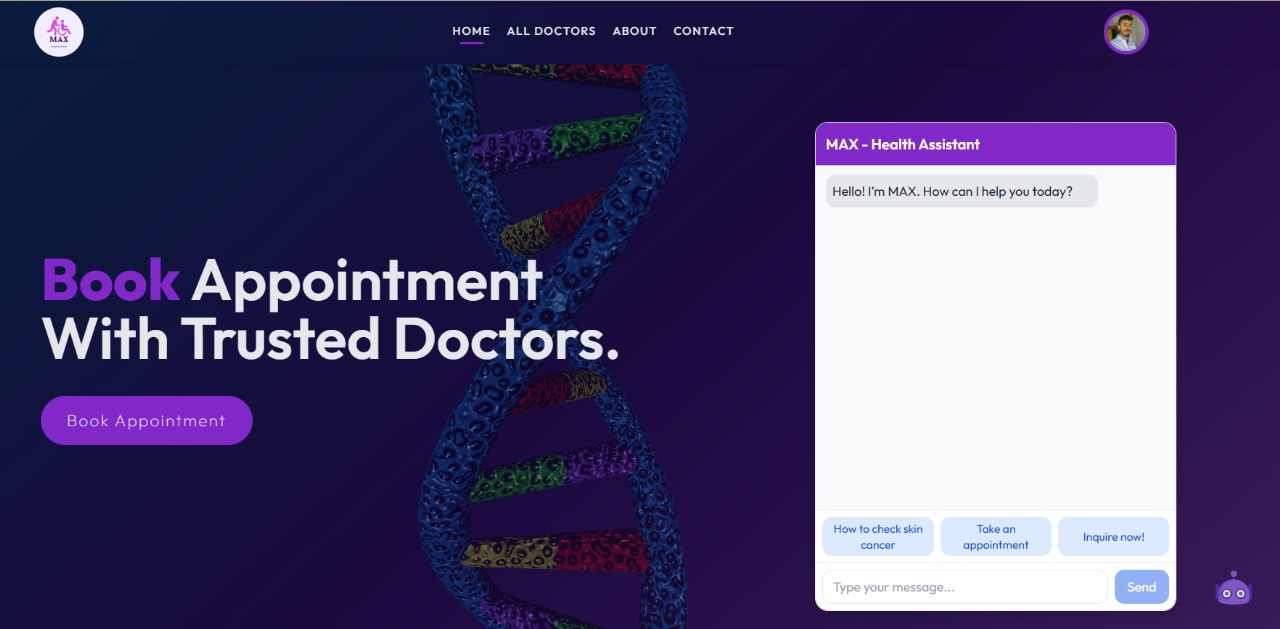 MAX
HOME ALL DOCTORS ABOUT CONTACT
Book Appointment
With Trusted Doctors.
Book Appointment
MAX - Health Assistant
Hello! I'm MAX. How can I help you today?
How to check skin
cancer
Take an
appointment
Inquire now!
Type your message...
Send